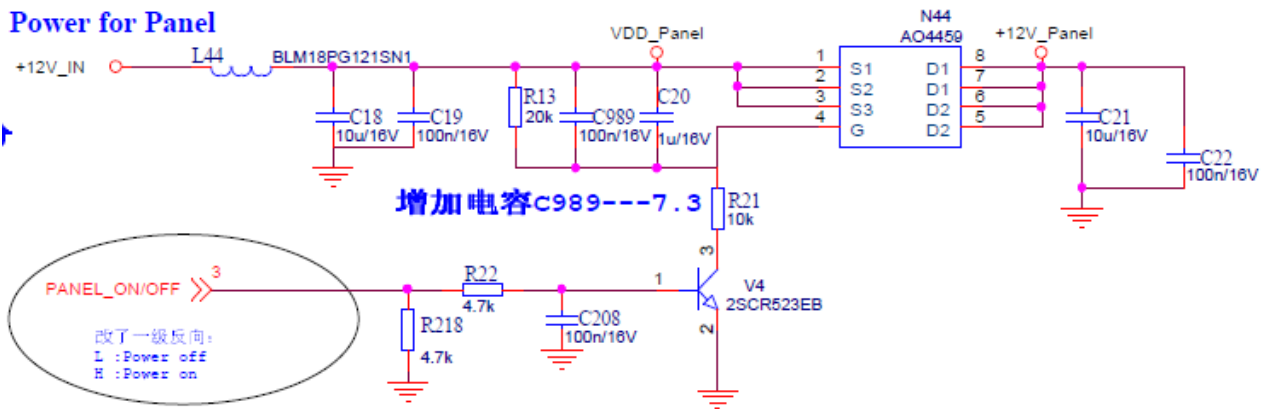 Power for Panel
+12V_IN
L44
BLM18PG121SN1
VDD_Panel
N44
AO4459
+12V_Panel
1
2
3
4
S1
S2
S3
G
D1
D1
D2
D2
8
7
6
5
C18
10u/16V
C19
100n/16V
R13
20k
C989
100n/16V
C20
1u/16V
C21
10u/16V
C22
100n/16V
增加电容C989---7.3
R21
10k
PANEL_ON/OFF
3
改了一级反向:
L :Power off
H :Power on
R22
4.7k
R218
4.7k
C208
100n/16V
1
3
2
V4
2SCR523EB